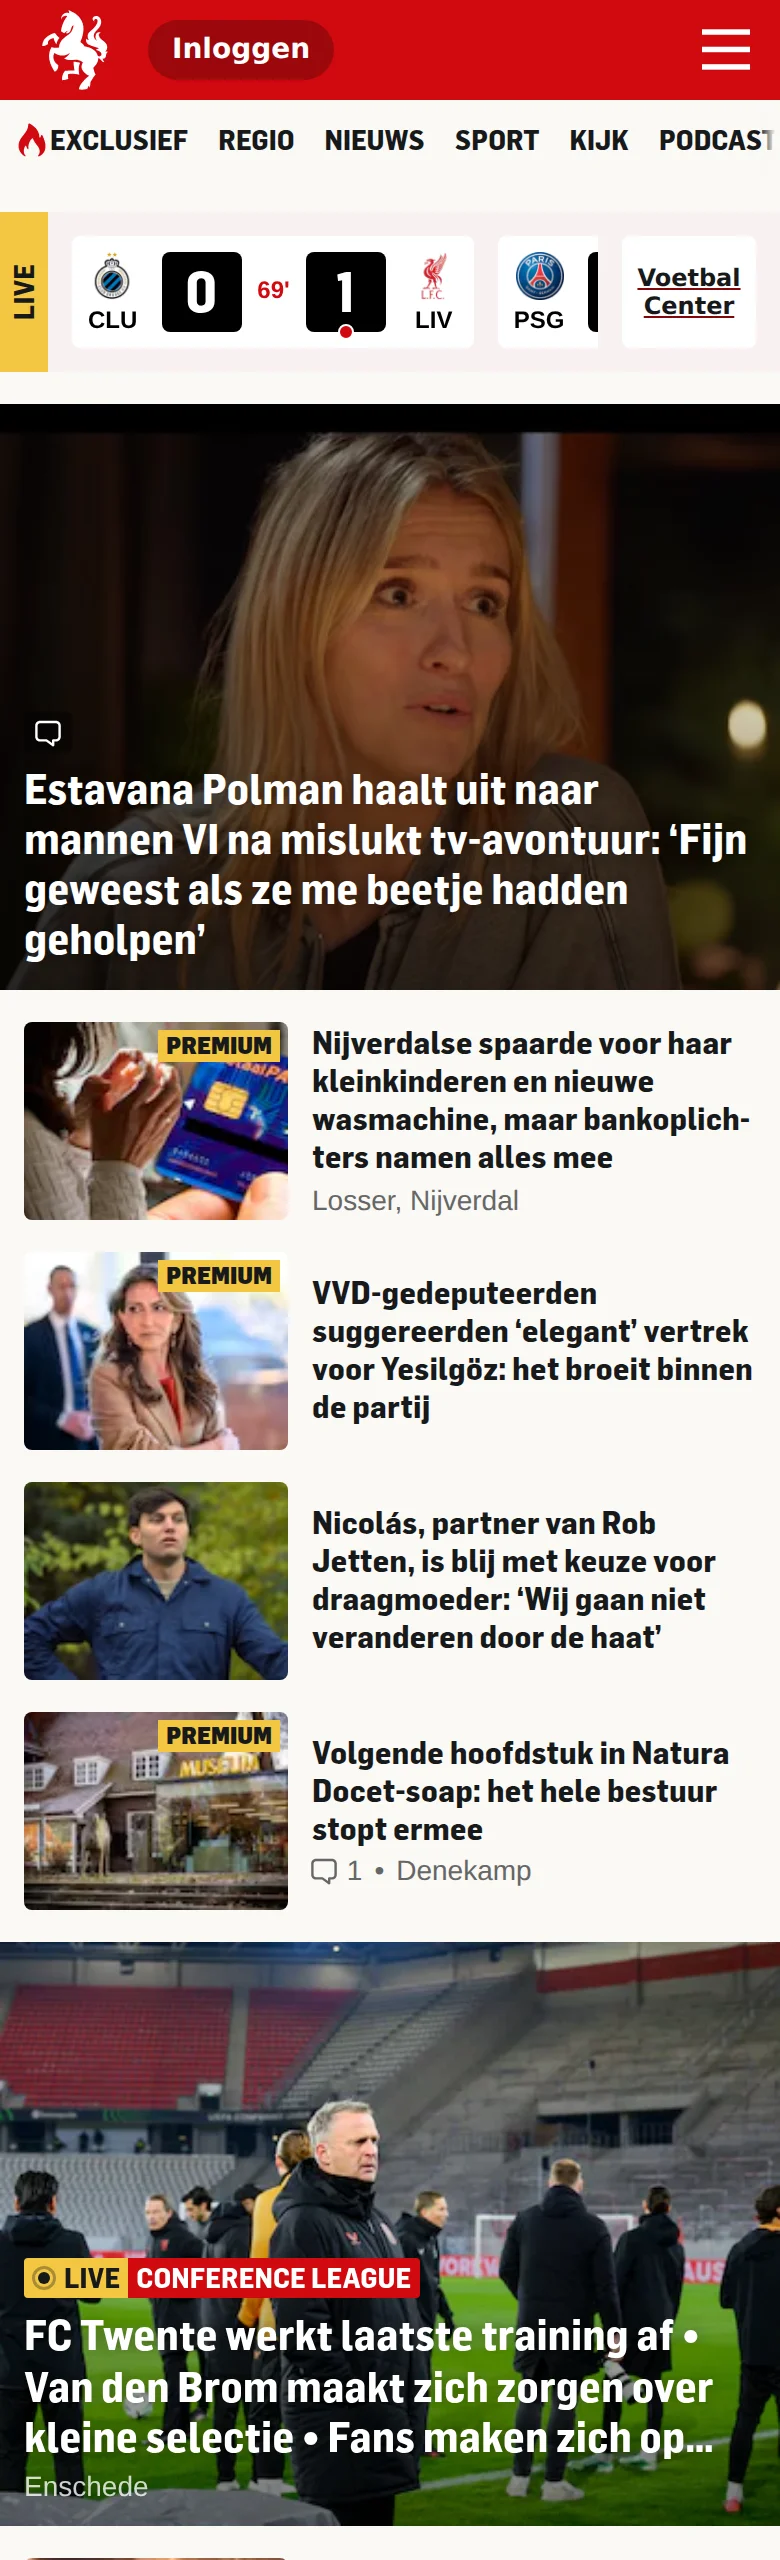 Inloggen
EXCLUSIEF REGIO NIEUWS SPORT KIJK PODCAST
LIVE
CLU 0 69' 1 LIV
L.F.C.
PARIS
PSG
Voetbal
Center
Estavana Polman haalt uit naar
mannen VI na mislukt tv-avontuur: ‘Fijn
geweest als ze me beetje hadden
geholpen’
PREMIUM
Nijverdalse spaarde voor haar
kleinkinderen en nieuwe
wasmachine, maar bankoplich-
ters namen alles mee
Losser, Nijverdal
PREMIUM
VVD-gedeputeerden
suggereerden ‘elegant’ vertrek
voor Yesilgöz: het broeit binnen
de partij
Nicolás, partner van Rob
Jetten, is blij met keuze voor
draagmoeder: ‘Wij gaan niet
veranderen door de haat’
PREMIUM
MUSEUM
Volgende hoofdstuk in Natura
Docet-soap: het hele bestuur
stopt ermee
1 • Denekamp
LIVE CONFERENCE LEAGUE
FC Twente werkt laatste training af •
Van den Brom maakt zich zorgen over
kleine selectie • Fans maken zich op...
Enschede